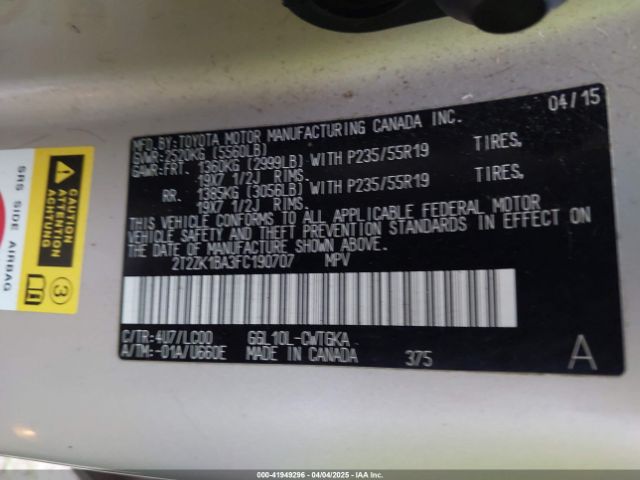 04/15
MFD.BY:TOYOTA MOTOR MANUFACTURING CANADA INC.
GVWR:2520KG (5560LB)
GAWR:FRT. 1360KG (2999LB) WITH P235/55R19 TIRES.
19X7 1/2J RIMS.
RR. 1385KG (3056LB) WITH P235/55R19 TIRES.
19X7 1/2J RIMS.
THIS VEHICLE CONFORMS TO ALL APPLICABLE FEDERAL MOTOR
VEHICLE SAFETY AND THEFT PREVENTION STANDARDS IN EFFECT ON
THE DATE OF MANUFACTURE SHOWN ABOVE.
2T2ZK1BA3FC190707 MPV
C/TR:4U7/LC00 GGL10L-CWTGKA
A/TM:-01A/U660E MADE IN CANADA 375 A
SRS SIDE AIRBAG
CAUTION
ATTENTION
ACHTUNG
3
000-41949296 - 04/04/2025 - IAA, Inc.